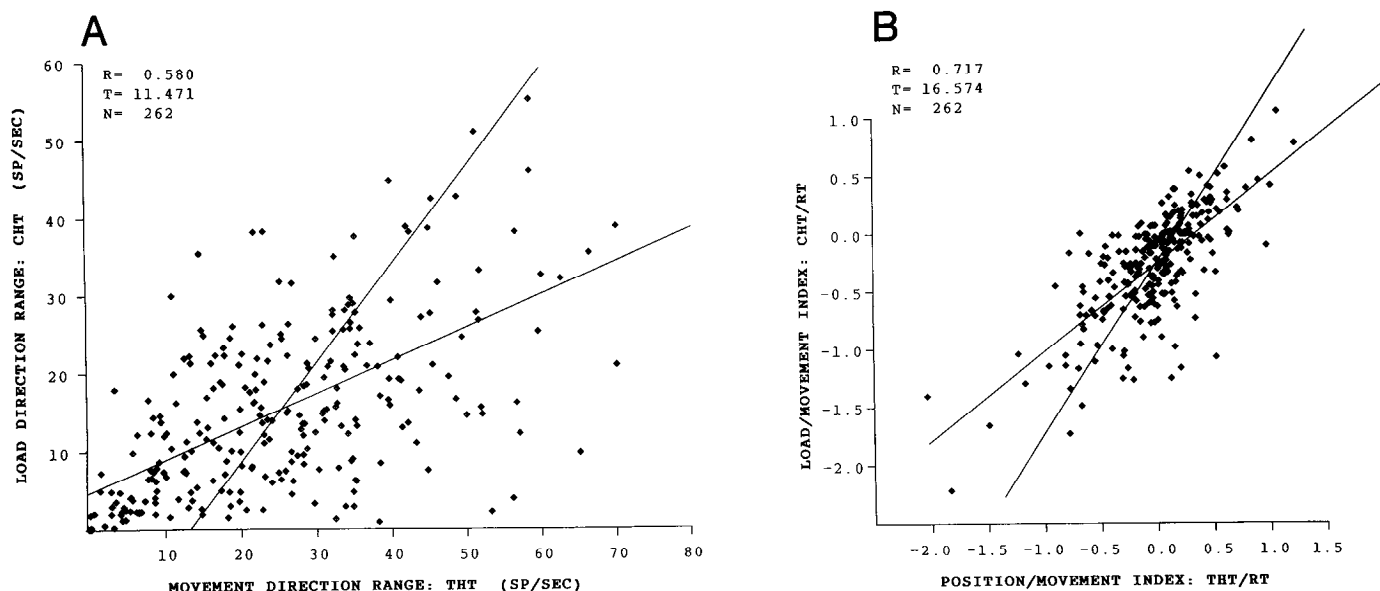 A
R= 0.580
T= 11.471
N= 262
60
50
40
30
20
10
LOAD DIRECTION RANGE: CHT (SP/SEC)
10 20 30 40 50 60 70 80
MOVEMENT DIRECTION RANGE: THT (SP/SEC)
B
R= 0.717
T= 16.574
N= 262
1.0
0.5
0.0
-0.5
-1.0
-1.5
-2.0
LOAD/MOVEMENT INDEX: CHT/RT
-2.0 -1.5 -1.0 -0.5 0.0 0.5 1.0 1.5
POSITION/MOVEMENT INDEX: THT/RT